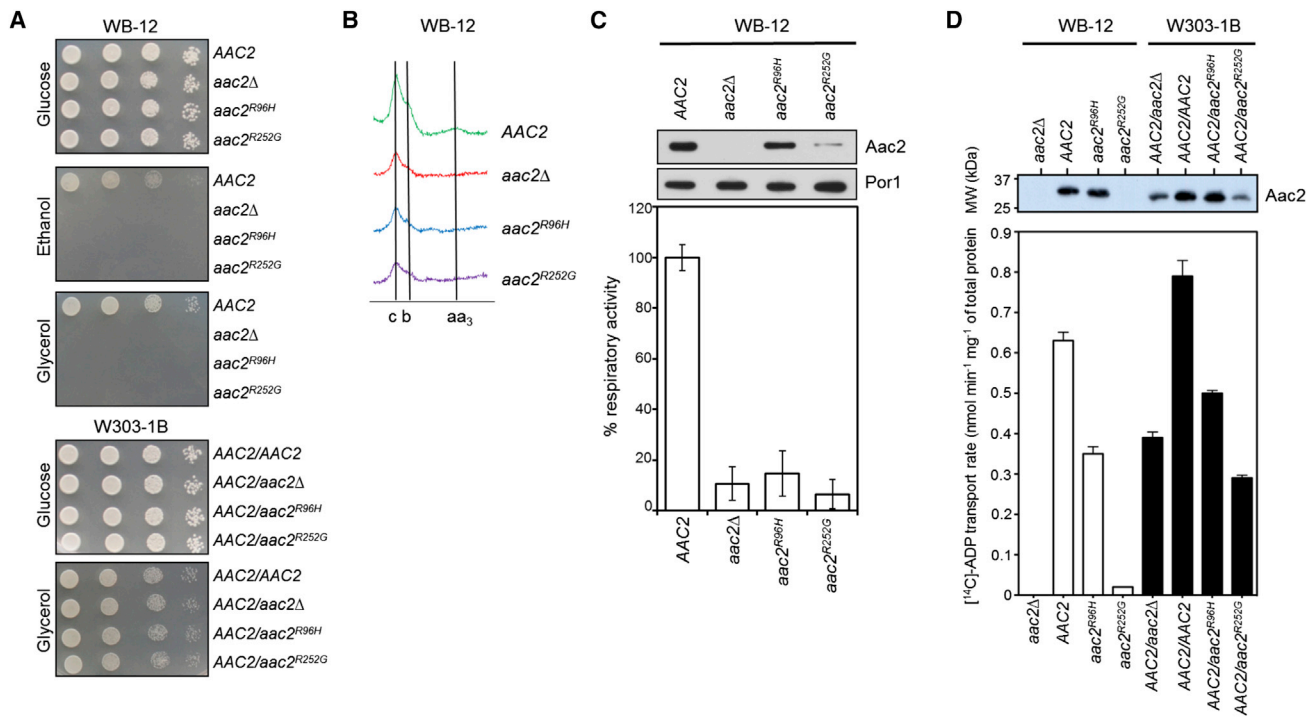 A
WB-12
Glucose
AAC2
aac2Δ
aac2R96H
aac2R252G
Ethanol
AAC2
aac2Δ
aac2R96H
aac2R252G
Glycerol
AAC2
aac2Δ
aac2R96H
aac2R252G
W303-1B
Glucose
AAC2/AAC2
AAC2/aac2Δ
AAC2/aac2R96H
AAC2/aac2R252G
Glycerol
AAC2/AAC2
AAC2/aac2Δ
AAC2/aac2R96H
AAC2/aac2R252G
B
WB-12
AAC2
aac2Δ
aac2R96H
aac2R252G
c b aa3
C
WB-12
AAC2 aac2Δ aac2R96H aac2R252G
Aac2
Por1
% respiratory activity
120
100
80
60
40
20
0
AAC2 aac2Δ aac2R96H aac2R252G
D
WB-12 W303-1B
aac2Δ AAC2 aac2R96H aac2R252G AAC2/aac2Δ AAC2/AAC2 AAC2/aac2R96H AAC2/aac2R252G
MW (kDa)
37
25
Aac2
[14C]-ADP transport rate (nmol min-1 mg-1 of total protein)
0.9
0.8
0.7
0.6
0.5
0.4
0.3
0.2
0.1
0
aac2Δ AAC2 aac2R96H aac2R252G AAC2/aac2Δ AAC2/AAC2 AAC2/aac2R96H AAC2/aac2R252G